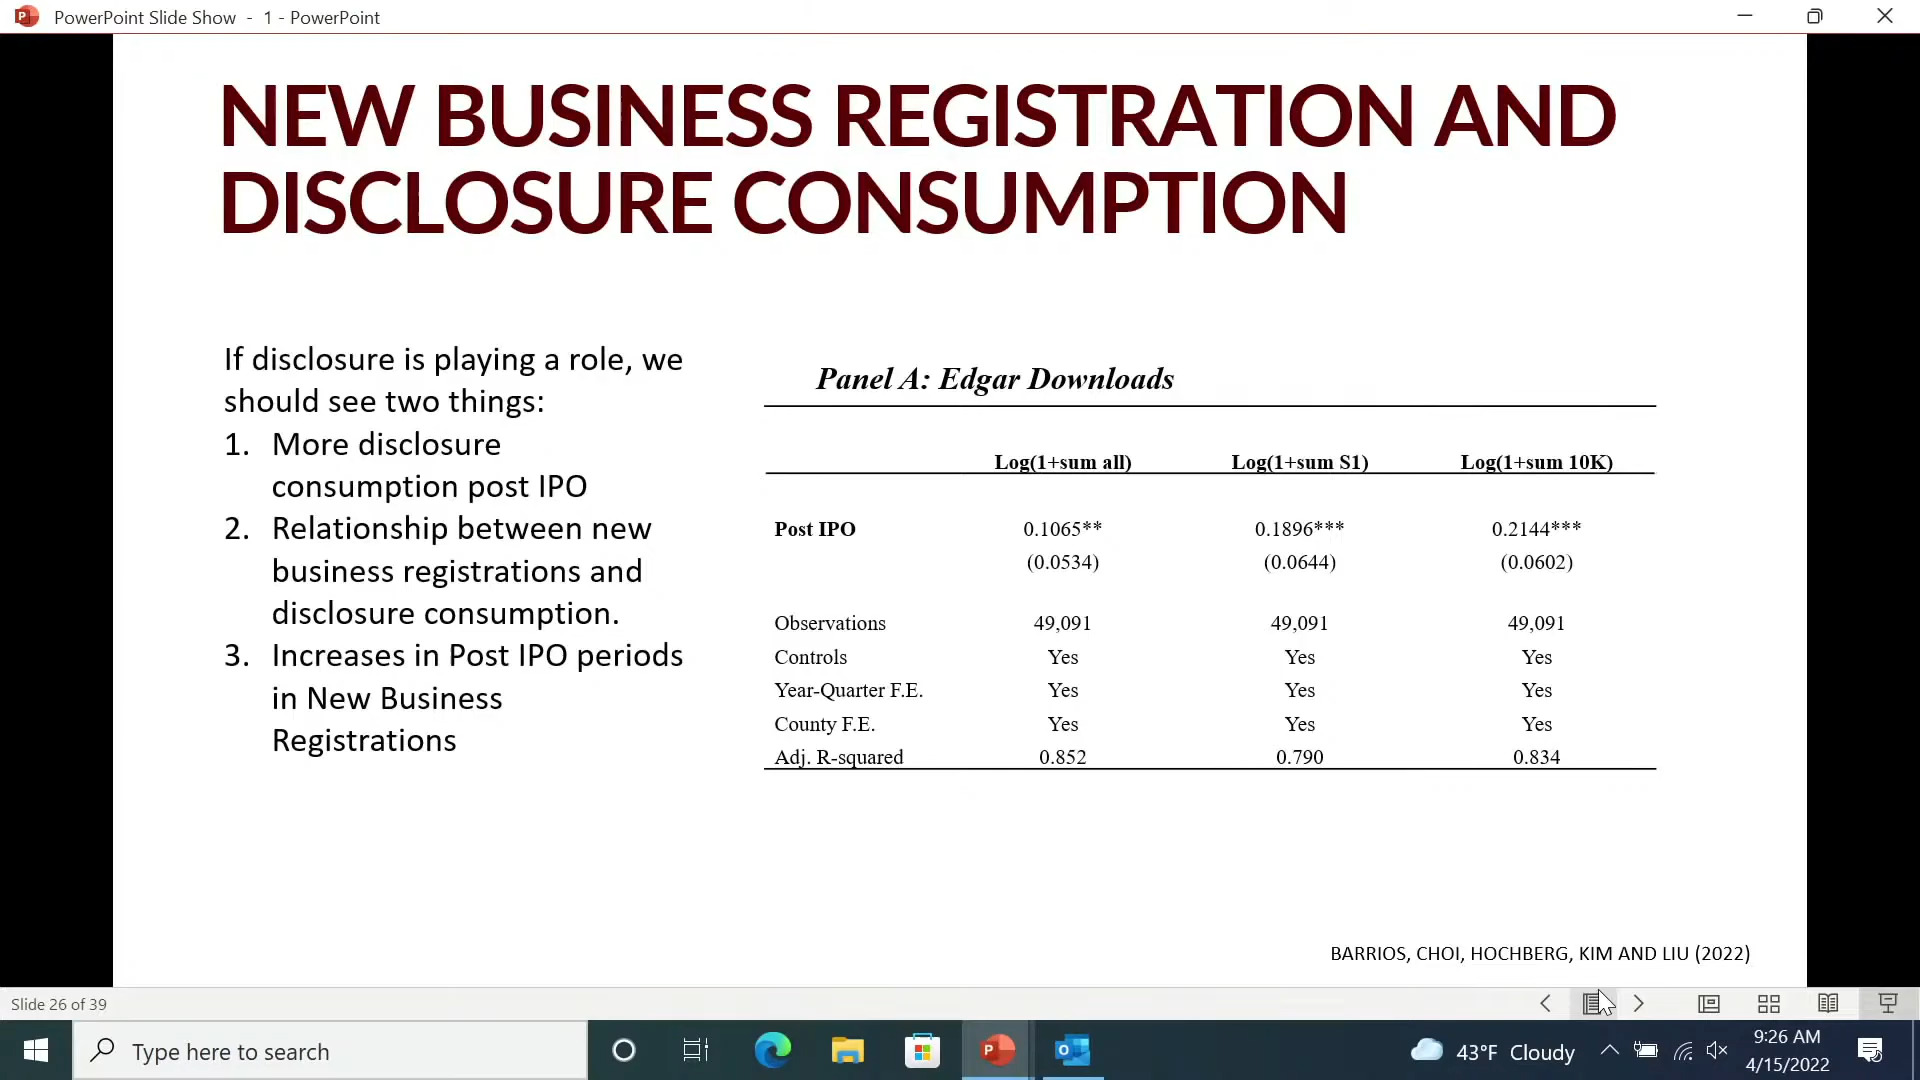 PowerPoint Slide Show - 1 - PowerPoint
NEW BUSINESS REGISTRATION AND
DISCLOSURE CONSUMPTION
If disclosure is playing a role, we
should see two things:
1. More disclosure
consumption post IPO
2. Relationship between new
business registrations and
disclosure consumption.
3. Increases in Post IPO periods
in New Business
Registrations
Panel A: Edgar Downloads
Log(1+sum all) Log(1+sum S1) Log(1+sum 10K)
Post IPO 0.1065** 0.1896*** 0.2144***
(0.0534) (0.0644) (0.0602)
Observations 49,091 49,091 49,091
Controls Yes Yes Yes
Year-Quarter F.E. Yes Yes Yes
County F.E. Yes Yes Yes
Adj. R-squared 0.852 0.790 0.834
BARRIOS, CHOI, HOCHBERG, KIM AND LIU (2022)
Slide 26 of 39
Type here to search
43°F Cloudy
9:26 AM
4/15/2022